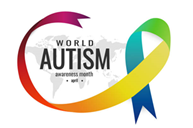 WORLD
AUTISM
awareness month
• april •